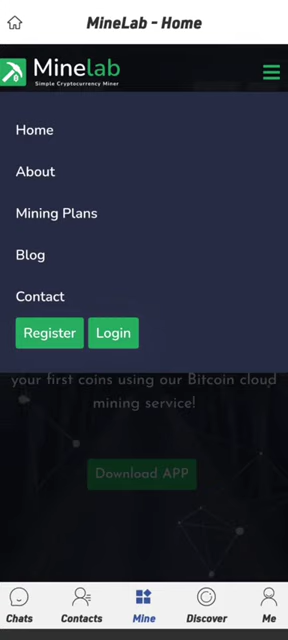 MineLab - Home
Minelab
Simple Cryptocurrency Miner
Home
About
Mining Plans
Blog
Contact
Register Login
your first coins using our Bitcoin cloud
mining service!
Download APP
Chats Contacts Mine Discover Me